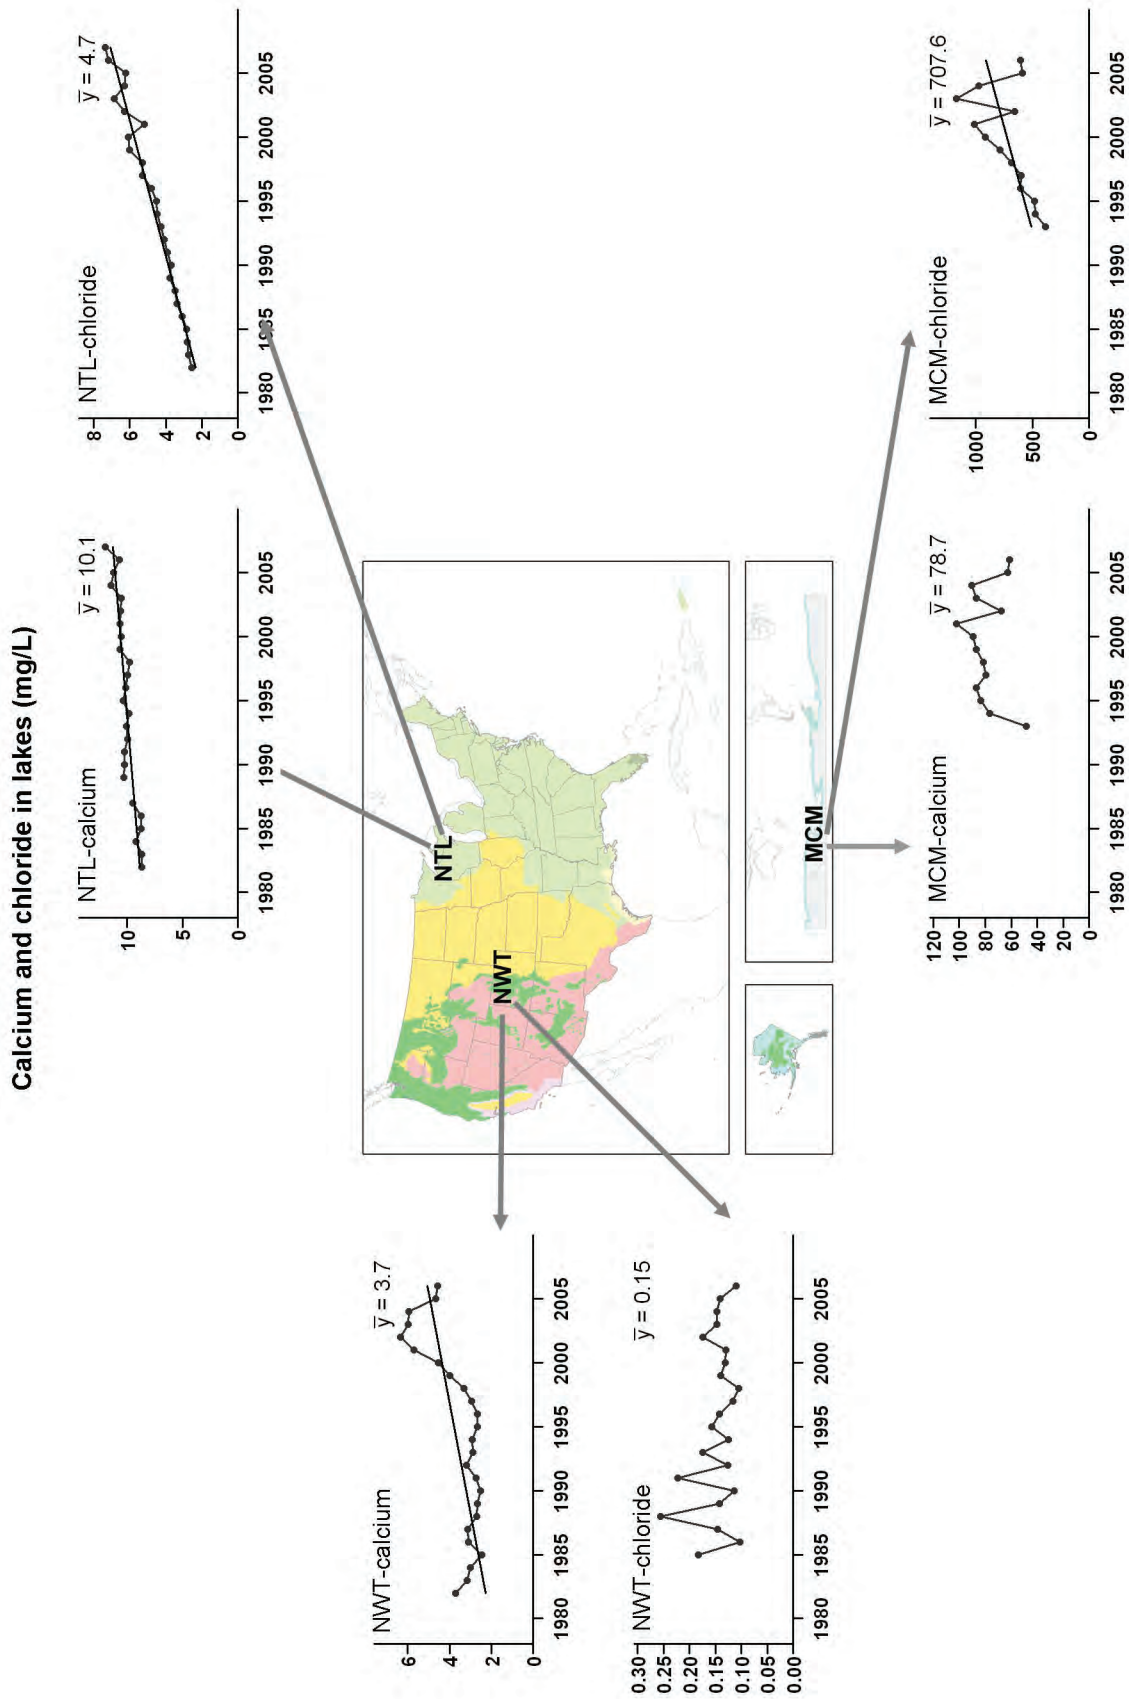 Calcium and chloride in lakes (mg/L)
NTL-calcium
y̅ = 10.1
10
5
0
1980 1985 1990 1995 2000 2005
NTL-chloride
y̅ = 4.7
8
6
4
2
0
1980 1985 1990 1995 2000 2005
NWT-calcium
y̅ = 3.7
6
4
2
0
1980 1985 1990 1995 2000 2005
NWT-chloride
y̅ = 0.15
0.30
0.25
0.20
0.15
0.10
0.05
0.00
1980 1985 1990 1995 2000 2005
NTL
NWT
MCM
MCM-calcium
y̅ = 78.7
120
100
80
60
40
20
0
1980 1985 1990 1995 2000 2005
MCM-chloride
y̅ = 707.6
1000
500
0
1980 1985 1990 1995 2000 2005